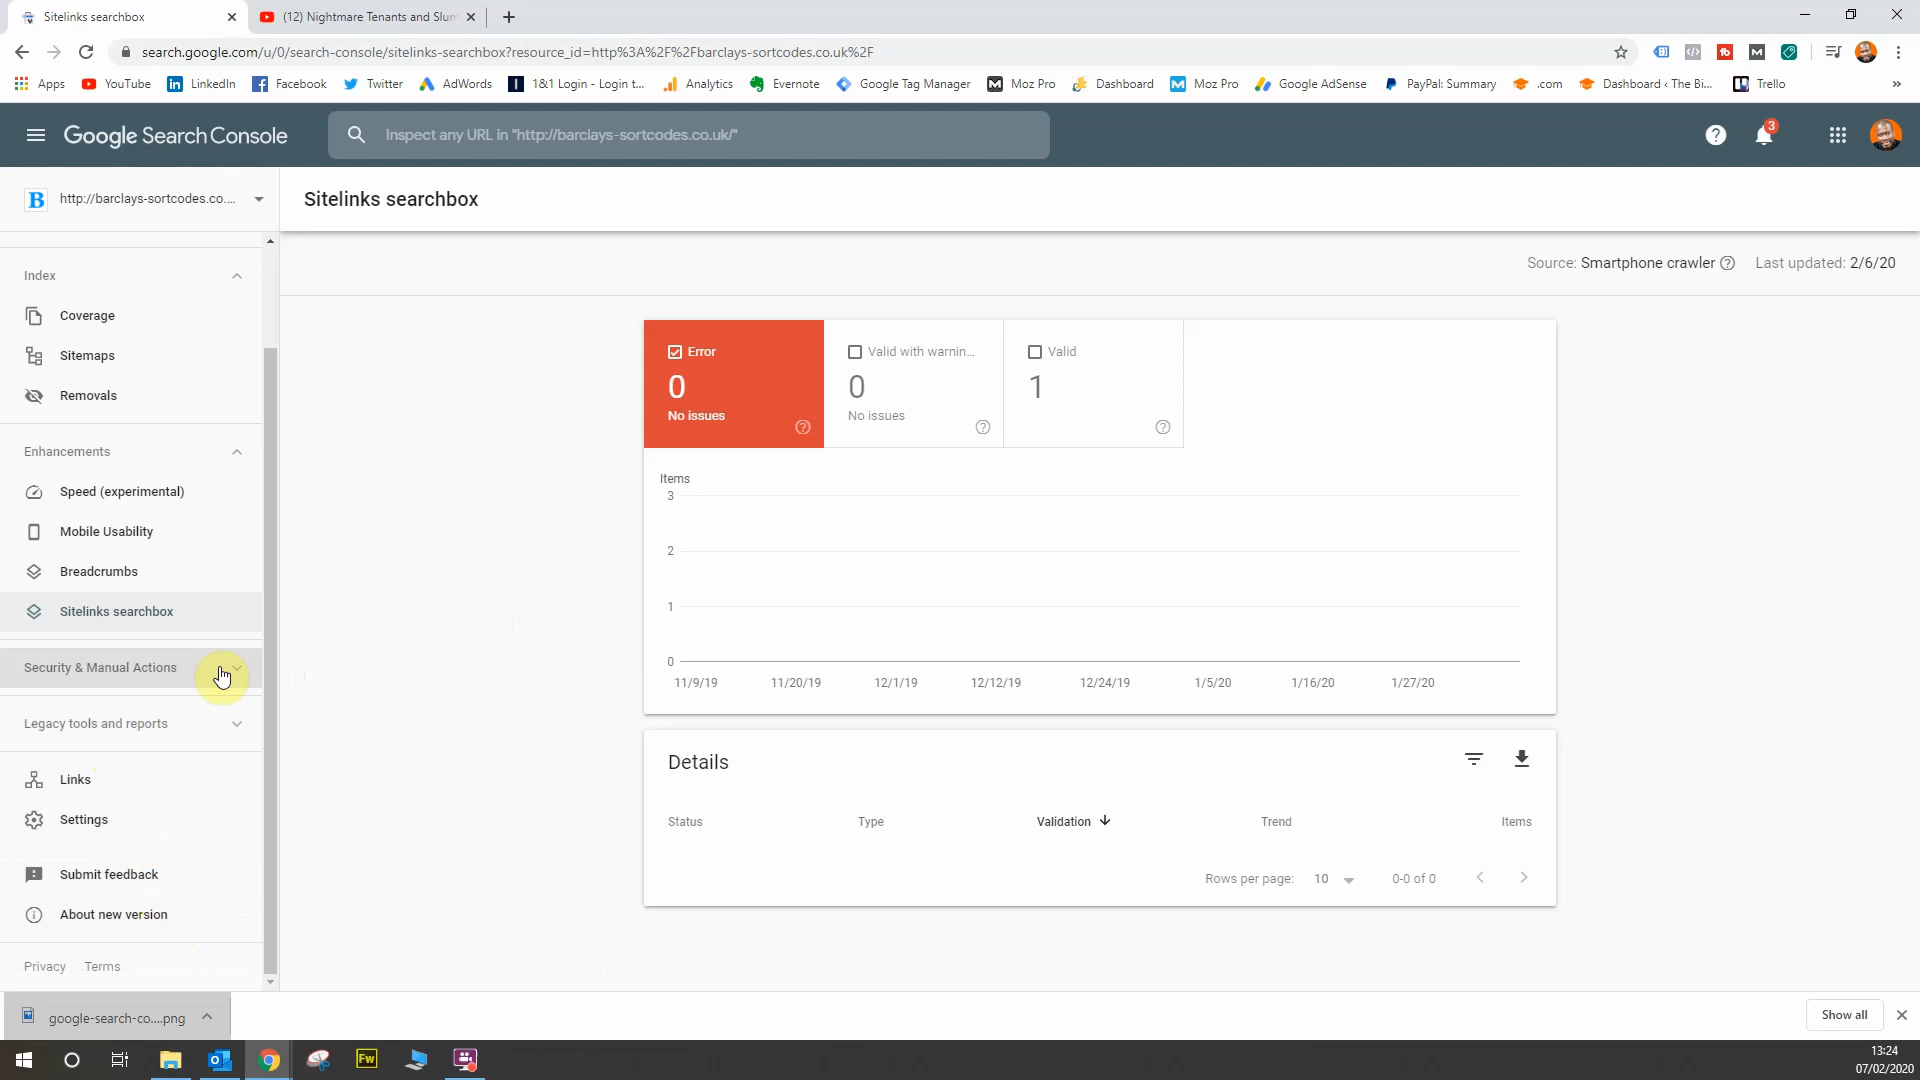 Sitelinks searchbox
(12) Nightmare Tenants and Slum
search.google.com/u/0/search-console/sitelinks-searchbox?resource_id=http%3A%2F%2Fbarclays-sortcodes.co.uk%2F
Apps YouTube LinkedIn Facebook Twitter AdWords 1&1 Login - Login t... Analytics Evernote Google Tag Manager Moz Pro Dashboard Moz Pro Google AdSense PayPal: Summary .com Dashboard ‹ The Bi... Trello »
Google Search Console
Inspect any URL in "http://barclays-sortcodes.co.uk/"
3
B http://barclays-sortcodes.co....
Sitelinks searchbox
Source: Smartphone crawler Last updated: 2/6/20
Index
Coverage
Sitemaps
Removals
Enhancements
Speed (experimental)
Mobile Usability
Breadcrumbs
Sitelinks searchbox
Security & Manual Actions
Legacy tools and reports
Links
Settings
Submit feedback
About new version
Privacy Terms
Error
0
No issues
Valid with warnin...
0
No issues
Valid
1
Items
3
2
1
0
11/9/19 11/20/19 12/1/19 12/12/19 12/24/19 1/5/20 1/16/20 1/27/20
Details
Status Type Validation Trend Items
Rows per page: 10 0-0 of 0
google-search-co....png
Show all
Fw
13:24
07/02/2020